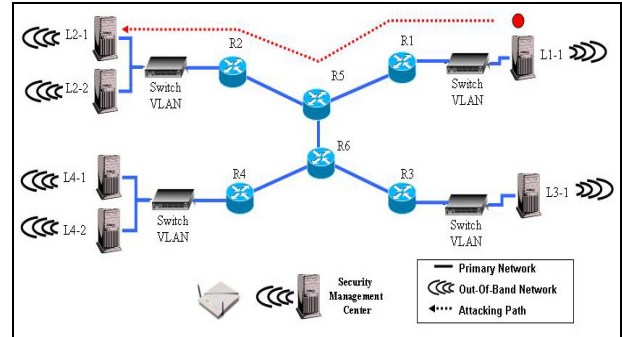 L2-1
R2
R1
L1-1
L2-2
Switch
VLAN
R5
Switch
VLAN
R6
L4-1
R4
R3
L3-1
L4-2
Switch
VLAN
Switch
VLAN
Security
Management
Center
Primary Network
Out-Of-Band Network
Attacking Path